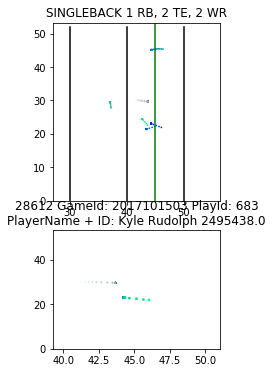 SINGLEBACK 1 RB, 2 TE, 2 WR
50
40
30
20
10
0
30 40 50
28612 GameId: 2017101503 PlayId: 683
PlayerName + ID: Kyle Rudolph 2495438.0
40
20
0
40.0 42.5 45.0 47.5 50.0